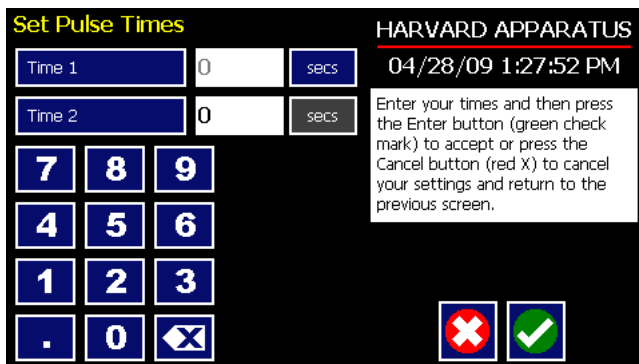 Set Pulse Times
HARVARD APPARATUS
04/28/09 1:27:52 PM
Time 1 0 secs
Time 2 0 secs
Enter your times and then press
the Enter button (green check
mark) to accept or press the
Cancel button (red X) to cancel
your settings and return to the
previous screen.
7 8 9
4 5 6
1 2 3
. 0